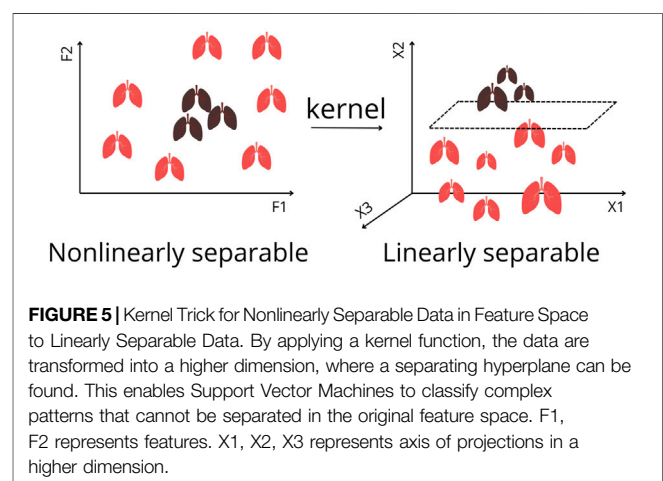 F2
F1
kernel
X2
X3
X1
Nonlinearly separable
Linearly separable
FIGURE 5 | Kernel Trick for Nonlinearly Separable Data in Feature Space
to Linearly Separable Data. By applying a kernel function, the data are
transformed into a higher dimension, where a separating hyperplane can be
found. This enables Support Vector Machines to classify complex
patterns that cannot be separated in the original feature space. F1,
F2 represents features. X1, X2, X3 represents axis of projections in a
higher dimension.